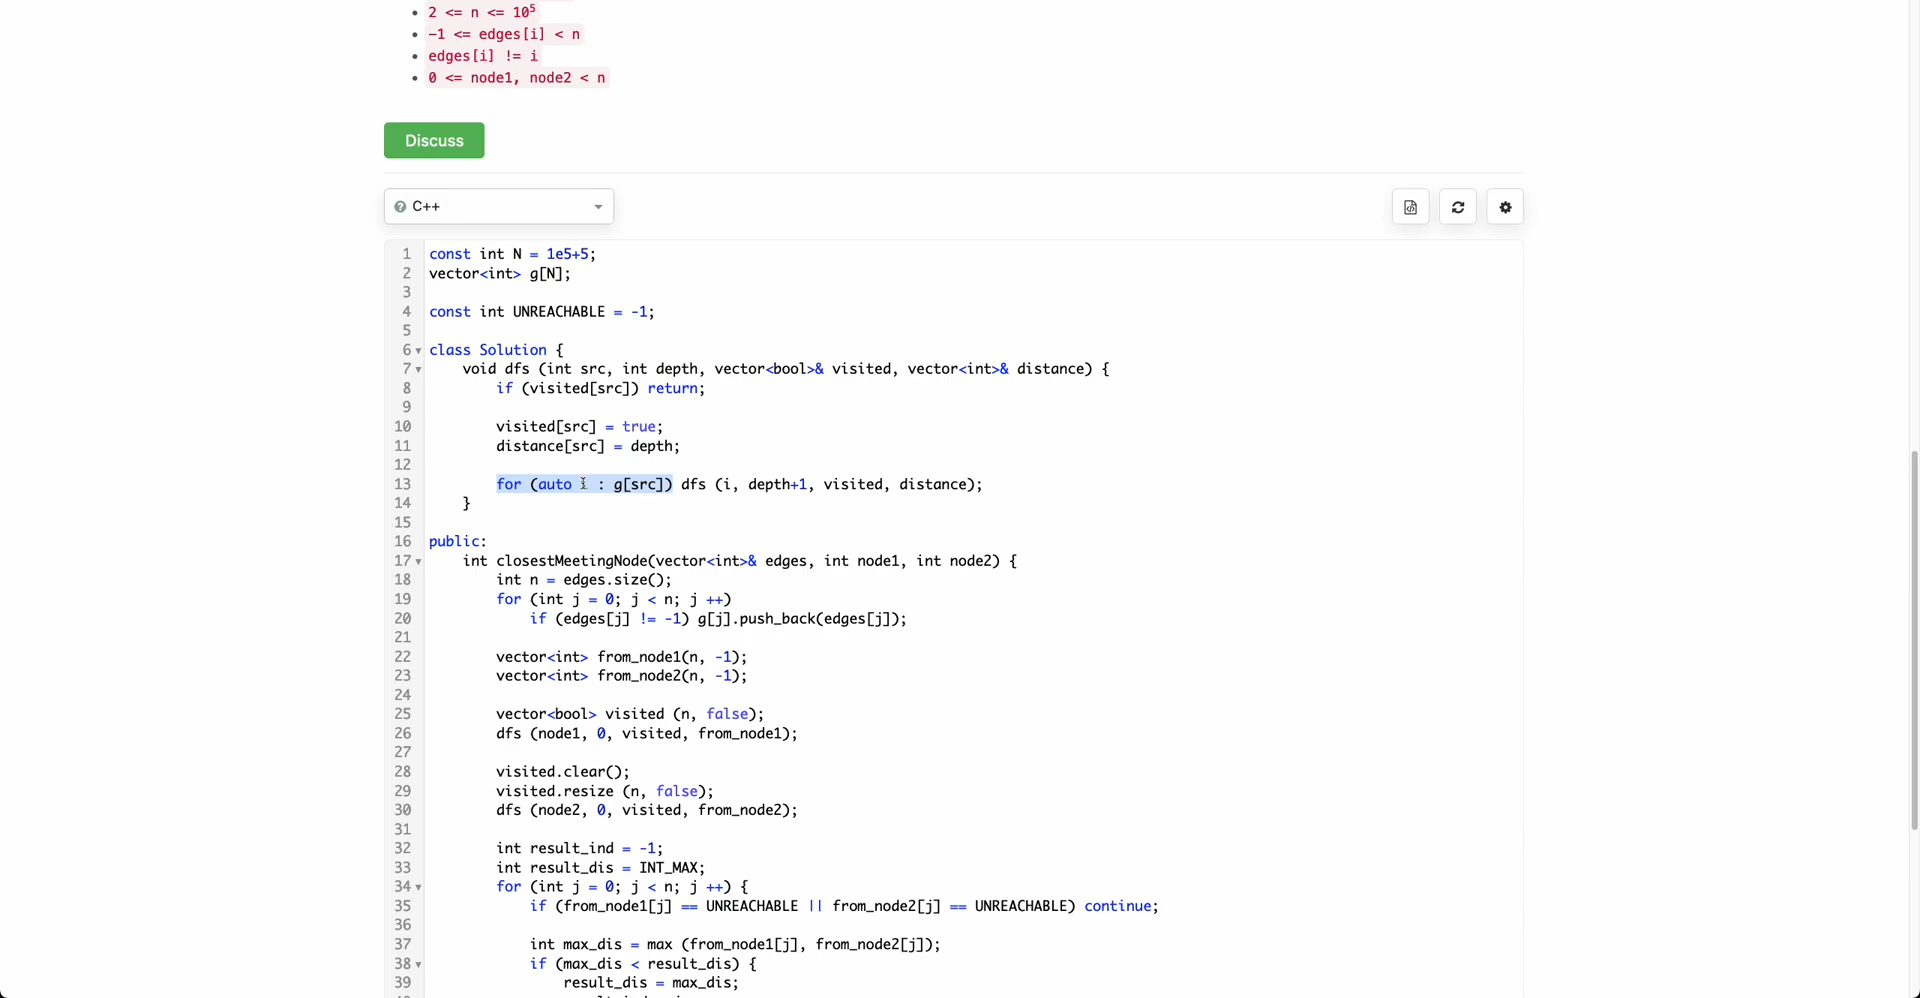 2 <= n <= 10⁵
-1 <= edges[i] < n
edges[i] != i
0 <= node1, node2 < n
Discuss
C++
1 const int N = 1e5+5;
2 vector<int> g[N];
3
4 const int UNREACHABLE = -1;
5
6 class Solution {
7 void dfs (int src, int depth, vector<bool>& visited, vector<int>& distance) {
8 if (visited[src]) return;
9
10 visited[src] = true;
11 distance[src] = depth;
12
13 for (auto i : g[src]) dfs (i, depth+1, visited, distance);
14 }
15
16 public:
17 int closestMeetingNode(vector<int>& edges, int node1, int node2) {
18 int n = edges.size();
19 for (int j = 0; j < n; j ++)
20 if (edges[j] != -1) g[j].push_back(edges[j]);
21
22 vector<int> from_node1(n, -1);
23 vector<int> from_node2(n, -1);
24
25 vector<bool> visited (n, false);
26 dfs (node1, 0, visited, from_node1);
27
28 visited.clear();
29 visited.resize (n, false);
30 dfs (node2, 0, visited, from_node2);
31
32 int result_ind = -1;
33 int result_dis = INT_MAX;
34 for (int j = 0; j < n; j ++) {
35 if (from_node1[j] == UNREACHABLE || from_node2[j] == UNREACHABLE) continue;
36
37 int max_dis = max (from_node1[j], from_node2[j]);
38 if (max_dis < result_dis) {
39 result_dis = max_dis;